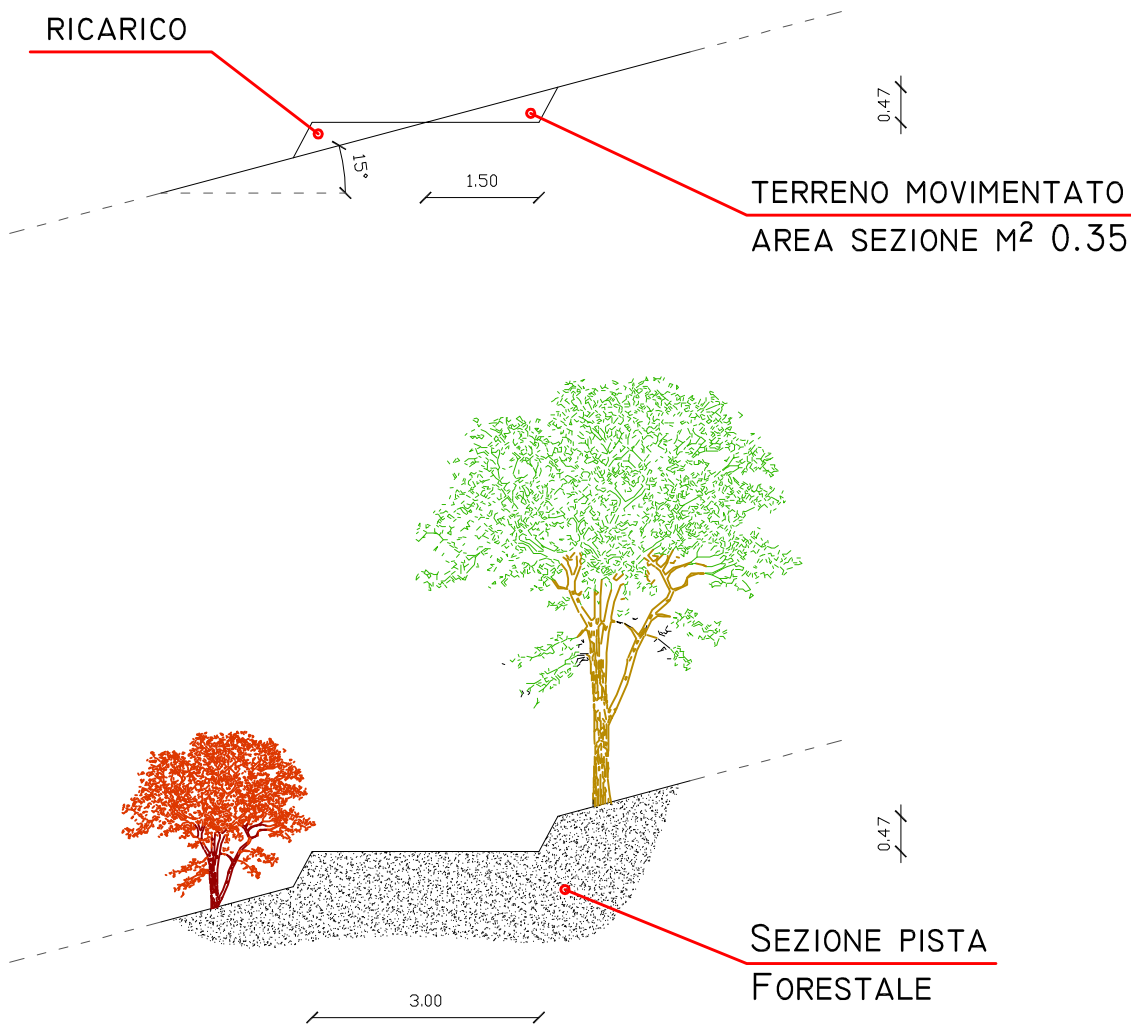 RICARICO
0.47
15°
1.50
TERRENO MOVIMENTATO
AREA SEZIONE M² 0.35
0.47
SEZIONE PISTA
FORESTALE
3.00